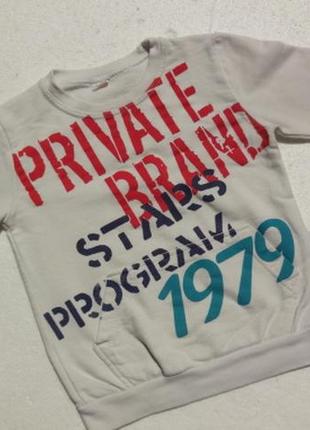 PRIVATE
BRAND
STARS
PROGRAM
1979